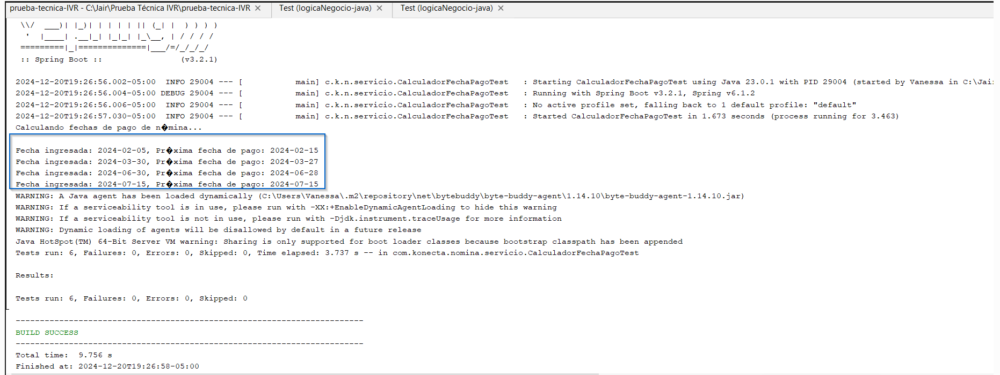 prueba-tecnica-IVR - C:\Jair\Prueba Técnica IVR\prueba-tecnica-IVR × Test (logicaNegocio-java) × Test (logicaNegocio-java) ×
 \\/  ___)| |_)| | | | | || (_| |  ) ) ) )
  '  |____| .__|_| |_|_| |_\__, | / / / /
 =========|_|==============|___/=/_/_/_/
 :: Spring Boot ::                (v3.2.1)
2024-12-20T19:26:56.002-05:00  INFO 29004 --- [           main] c.k.n.servicio.CalculadorFechaPagoTest   : Starting CalculadorFechaPagoTest using Java 23.0.1 with PID 29004 (started by Vanessa in C:\Jair
2024-12-20T19:26:56.004-05:00 DEBUG 29004 --- [           main] c.k.n.servicio.CalculadorFechaPagoTest   : Running with Spring Boot v3.2.1, Spring v6.1.2
2024-12-20T19:26:56.006-05:00  INFO 29004 --- [           main] c.k.n.servicio.CalculadorFechaPagoTest   : No active profile set, falling back to 1 default profile: "default"
2024-12-20T19:26:57.030-05:00  INFO 29004 --- [           main] c.k.n.servicio.CalculadorFechaPagoTest   : Started CalculadorFechaPagoTest in 1.673 seconds (process running for 3.463)
Calculando fechas de pago de n�mina...
Fecha ingresada: 2024-02-05, Pr�xima fecha de pago: 2024-02-15
Fecha ingresada: 2024-03-30, Pr�xima fecha de pago: 2024-03-27
Fecha ingresada: 2024-06-30, Pr�xima fecha de pago: 2024-06-28
Fecha ingresada: 2024-07-15, Pr�xima fecha de pago: 2024-07-15
WARNING: A Java agent has been loaded dynamically (C:\Users\Vanessa\.m2\repository\net\bytebuddy\byte-buddy-agent\1.14.10\byte-buddy-agent-1.14.10.jar)
WARNING: If a serviceability tool is in use, please run with -XX:+EnableDynamicAgentLoading to hide this warning
WARNING: If a serviceability tool is not in use, please run with -Djdk.instrument.traceUsage for more information
WARNING: Dynamic loading of agents will be disallowed by default in a future release
Java HotSpot(TM) 64-Bit Server VM warning: Sharing is only supported for boot loader classes because bootstrap classpath has been appended
Tests run: 6, Failures: 0, Errors: 0, Skipped: 0, Time elapsed: 3.737 s -- in com.konecta.nomina.servicio.CalculadorFechaPagoTest
Results:
Tests run: 6, Failures: 0, Errors: 0, Skipped: 0
------------------------------------------------------------------------
BUILD SUCCESS
------------------------------------------------------------------------
Total time:  9.756 s
Finished at: 2024-12-20T19:26:58-05:00